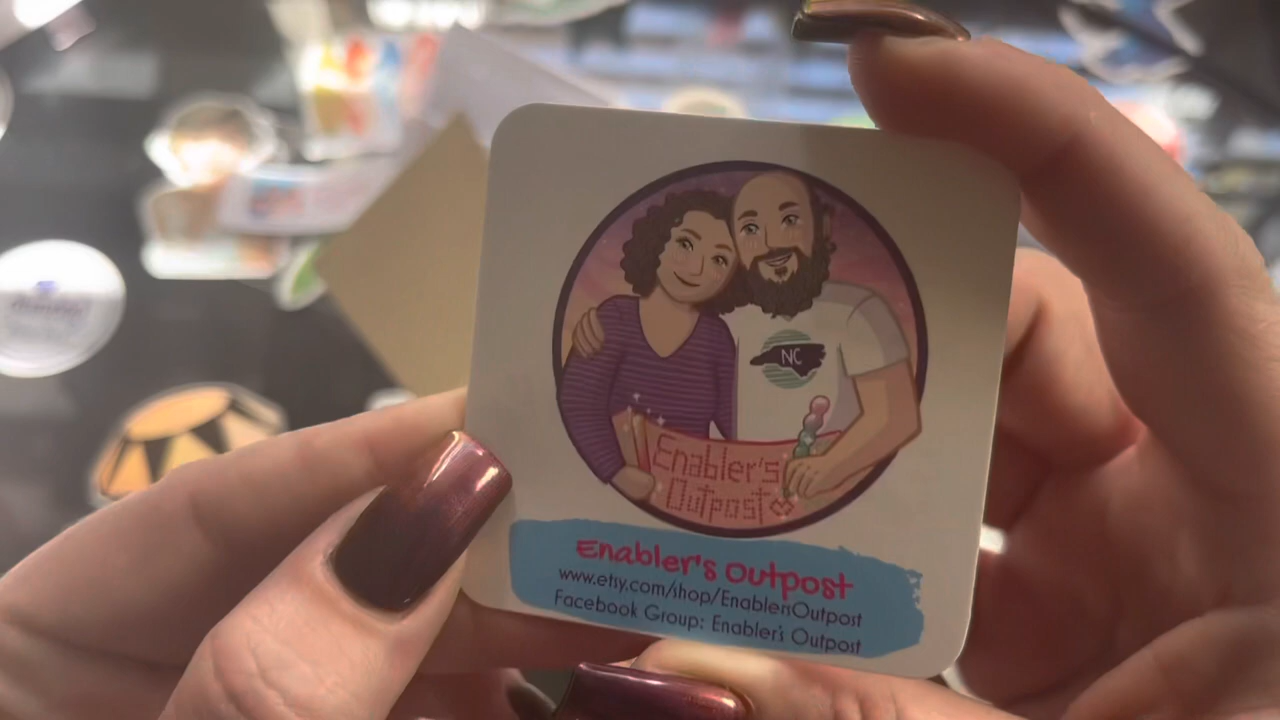 NC
Enabler's
Outpost
Enabler's Outpost
www.etsy.com/shop/EnablersOutpost
Facebook Group: Enabler's Outpost